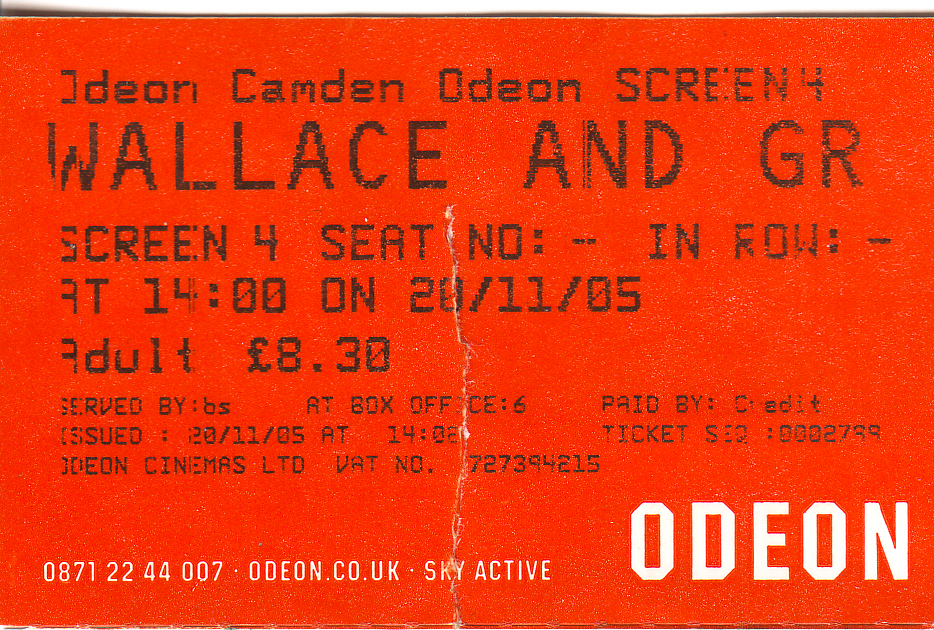 Odeon Camden Odeon SCREEN 4
WALLACE AND GR
SCREEN 4 SEAT NO: - IN ROW: -
AT 14:00 ON 20/11/05
Adult £8.30
SERVED BY:bs AT BOX OFFICE:6 PAID BY: Credit
ISSUED : 20/11/05 AT 14:02 TICKET SEQ :0002799
ODEON CINEMAS LTD VAT NO. 727394215
ODEON
0871 22 44 007 · ODEON.CO.UK · SKY ACTIVE